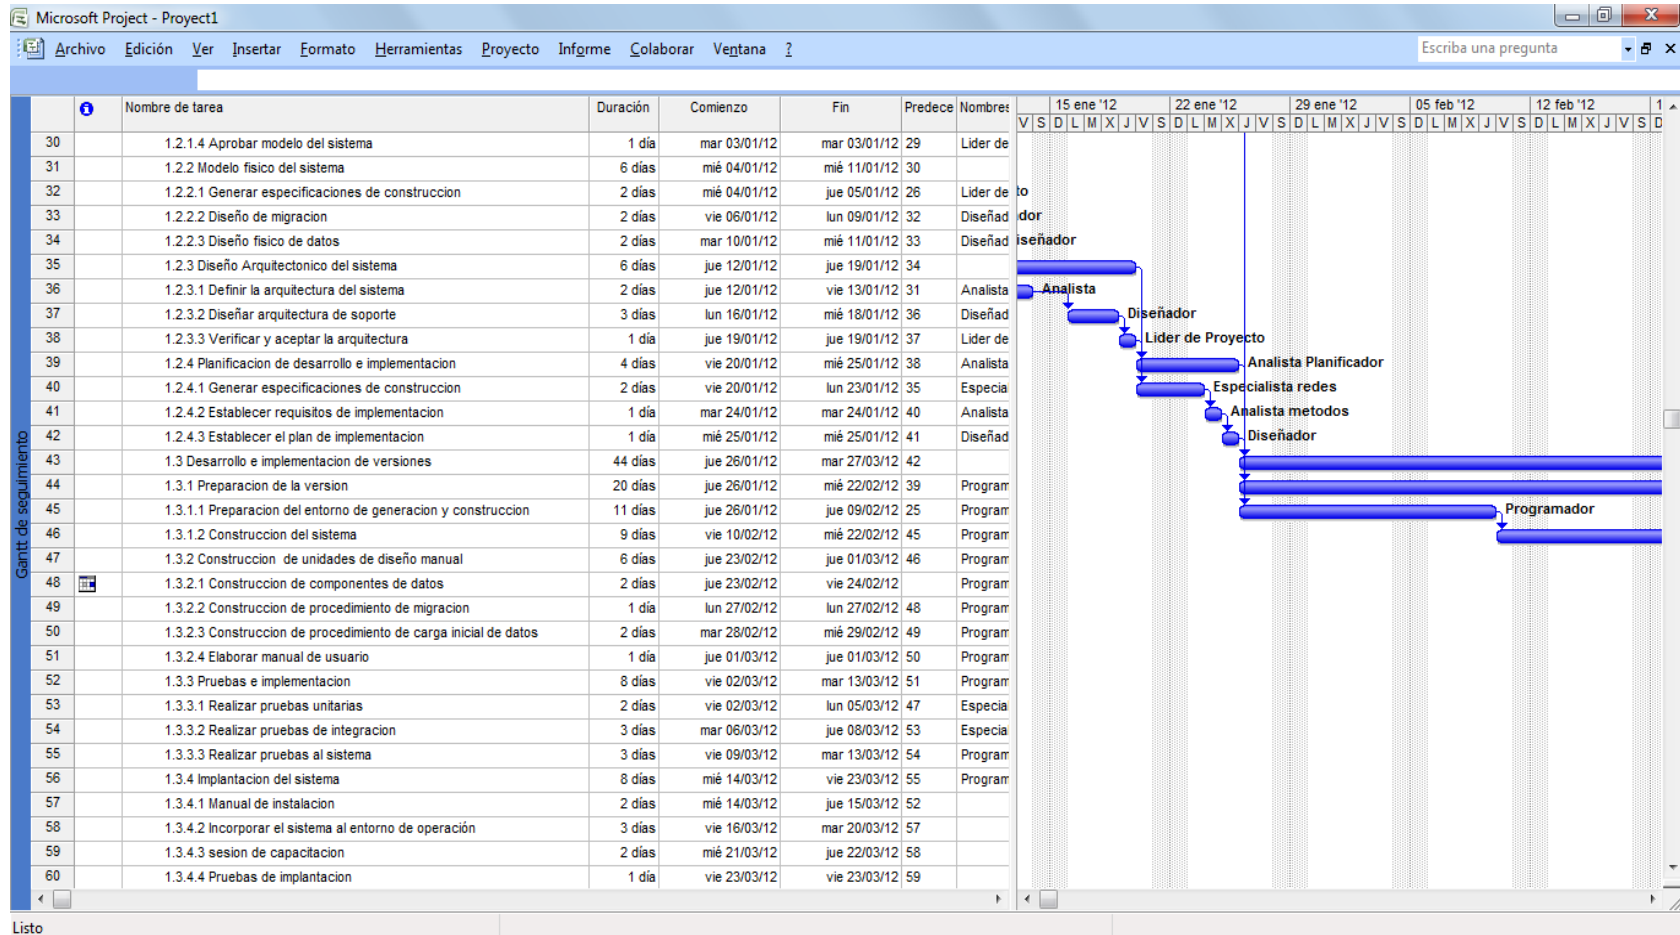 Microsoft Project - Proyect1
Archivo Edición Ver Insertar Formato Herramientas Proyecto Informe Colaborar Ventana ? Escriba una pregunta
Nombre de tarea Duración Comienzo Fin Predece Nombres 15 ene '12 22 ene '12 29 ene '12 05 feb '12 12 feb '12 1
V S D L M X J V S D L M X J V S D L M X J V S D L M X J V S D L M X J V S D
30 1.2.1.4 Aprobar modelo del sistema 1 día mar 03/01/12 mar 03/01/12 29 Lider de
31 1.2.2 Modelo fisico del sistema 6 días mié 04/01/12 mié 11/01/12 30
32 1.2.2.1 Generar especificaciones de construccion 2 días mié 04/01/12 jue 05/01/12 26 Lider de to
33 1.2.2.2 Diseño de migracion 2 días vie 06/01/12 lun 09/01/12 32 Diseñad dor
34 1.2.2.3 Diseño fisico de datos 2 días mar 10/01/12 mié 11/01/12 33 Diseñad iseñador
35 1.2.3 Diseño Arquitectonico del sistema 6 días jue 12/01/12 jue 19/01/12 34
36 1.2.3.1 Definir la arquitectura del sistema 2 días jue 12/01/12 vie 13/01/12 31 Analista Analista
37 1.2.3.2 Diseñar arquitectura de soporte 3 días lun 16/01/12 mié 18/01/12 36 Diseñad Diseñador
38 1.2.3.3 Verificar y aceptar la arquitectura 1 día jue 19/01/12 jue 19/01/12 37 Lider de Lider de Proyecto
39 1.2.4 Planificacion de desarrollo e implementacion 4 días vie 20/01/12 mié 25/01/12 38 Analista Analista Planificador
40 1.2.4.1 Generar especificaciones de construccion 2 días vie 20/01/12 lun 23/01/12 35 Especial Especialista redes
41 1.2.4.2 Establecer requisitos de implementacion 1 día mar 24/01/12 mar 24/01/12 40 Analista Analista metodos
42 1.2.4.3 Establecer el plan de implementacion 1 día mié 25/01/12 mié 25/01/12 41 Diseñad Diseñador
43 1.3 Desarrollo e implementacion de versiones 44 días jue 26/01/12 mar 27/03/12 42
44 1.3.1 Preparacion de la version 20 días jue 26/01/12 mié 22/02/12 39 Program
45 1.3.1.1 Preparacion del entorno de generacion y construccion 11 días jue 26/01/12 jue 09/02/12 25 Program Programador
46 1.3.1.2 Construccion del sistema 9 días vie 10/02/12 mié 22/02/12 45 Program
47 1.3.2 Construccion de unidades de diseño manual 6 días jue 23/02/12 jue 01/03/12 46 Program
48 1.3.2.1 Construccion de componentes de datos 2 días jue 23/02/12 vie 24/02/12 Program
49 1.3.2.2 Construccion de procedimiento de migracion 1 día lun 27/02/12 lun 27/02/12 48 Program
50 1.3.2.3 Construccion de procedimiento de carga inicial de datos 2 días mar 28/02/12 mié 29/02/12 49 Program
51 1.3.2.4 Elaborar manual de usuario 1 día jue 01/03/12 jue 01/03/12 50 Program
52 1.3.3 Pruebas e implementacion 8 días vie 02/03/12 mar 13/03/12 51 Program
53 1.3.3.1 Realizar pruebas unitarias 2 días vie 02/03/12 lun 05/03/12 47 Especial
54 1.3.3.2 Realizar pruebas de integracion 3 días mar 06/03/12 jue 08/03/12 53 Especial
55 1.3.3.3 Realizar pruebas al sistema 3 días vie 09/03/12 mar 13/03/12 54 Program
56 1.3.4 Implantacion del sistema 8 días mié 14/03/12 vie 23/03/12 55 Program
57 1.3.4.1 Manual de instalacion 2 días mié 14/03/12 jue 15/03/12 52
58 1.3.4.2 Incorporar el sistema al entorno de operación 3 días vie 16/03/12 mar 20/03/12 57
59 1.3.4.3 sesion de capacitacion 2 días mié 21/03/12 jue 22/03/12 58
60 1.3.4.4 Pruebas de implantacion 1 día vie 23/03/12 vie 23/03/12 59
Gantt de seguimiento
Listo